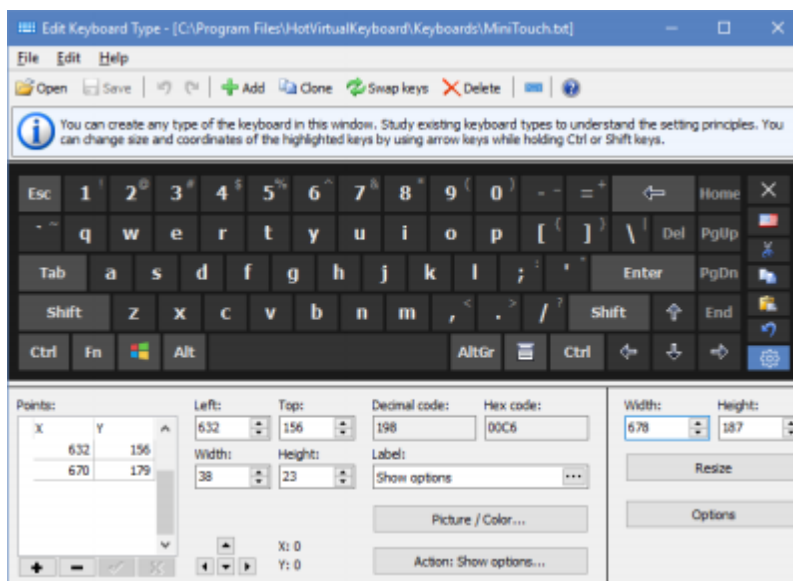 Edit Keyboard Type - [C:\Program Files\HotVirtualKeyboard\Keyboards\MiniTouch.txt]
File Edit Help
Open Save Add Clone Swap keys Delete
You can create any type of the keyboard in this window. Study existing keyboard types to understand the setting principles. You
can change size and coordinates of the highlighted keys by using arrow keys while holding Ctrl or
Shift keys.
Esc 1 ! 2 @ 3 # 4 $ 5 % 6 ^ 7 & 8 * 9 ( 0 ) - - = + Home
` ~ q w e r t y u i o p [ { ] } \ | Del PgUp
Tab a s d f g h j k l ; : ' " Enter PgDn
Shift z x c v b n m , < . > / ? Shift End
Ctrl Fn Alt AltGr Ctrl
Points: Left: Top: Decimal code: Hex code: Width: Height:
X Y 632 156 198 00C6 678 187
632 156 Width: Height: Label: Resize
670 179 38 23 Show options ...
Picture / Color... Options
X: 0
Y: 0 Action: Show options...